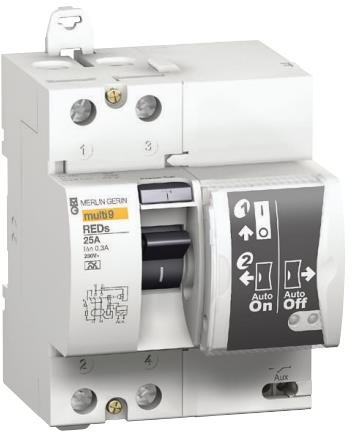 1 3
MERLIN GERIN
multi9
REDs
25A
IΔn 0,3A
230V~
1
2
Auto On
Auto Off
2 4
Aux